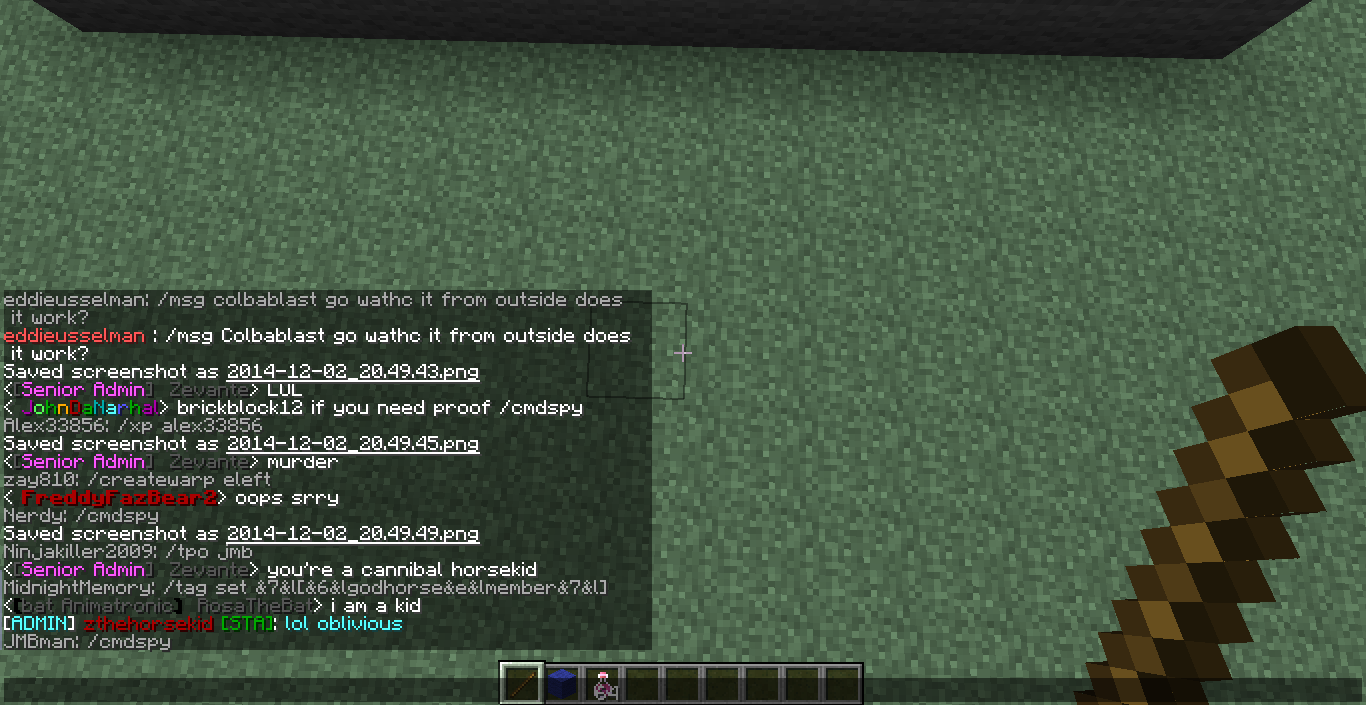 eddieusselman: /msg colbablast go wathc it from outside does
it work?
eddieusselman : /msg Colbablast go wathc it from outside does
it work?
Saved screenshot as 2014-12-02_20.49.43.png
<[Senior Admin] Zevante> LUL
< JohnDaNarhal> brickblock12 if you need proof /cmdspy
Alex33856: /xp alex33856
Saved screenshot as 2014-12-02_20.49.45.png
<[Senior Admin] Zevante> murder
zay810: /createwarp eleft
< FreddyFazBear2> oops srry
Nerdy: /cmdspy
Saved screenshot as 2014-12-02_20.49.49.png
Ninjakiller2009: /tpo jmb
<[Senior Admin] Zevante> you're a cannibal horsekid
MidnightMemory: /tag set &7&l[&6&lgodhorse&e&lmember&7&l]
<[bat Animatronic] RosaTheBat> i am a kid
[ADMIN] zthehorsekid [STA]: lol oblivious
JMBman: /cmdspy
64